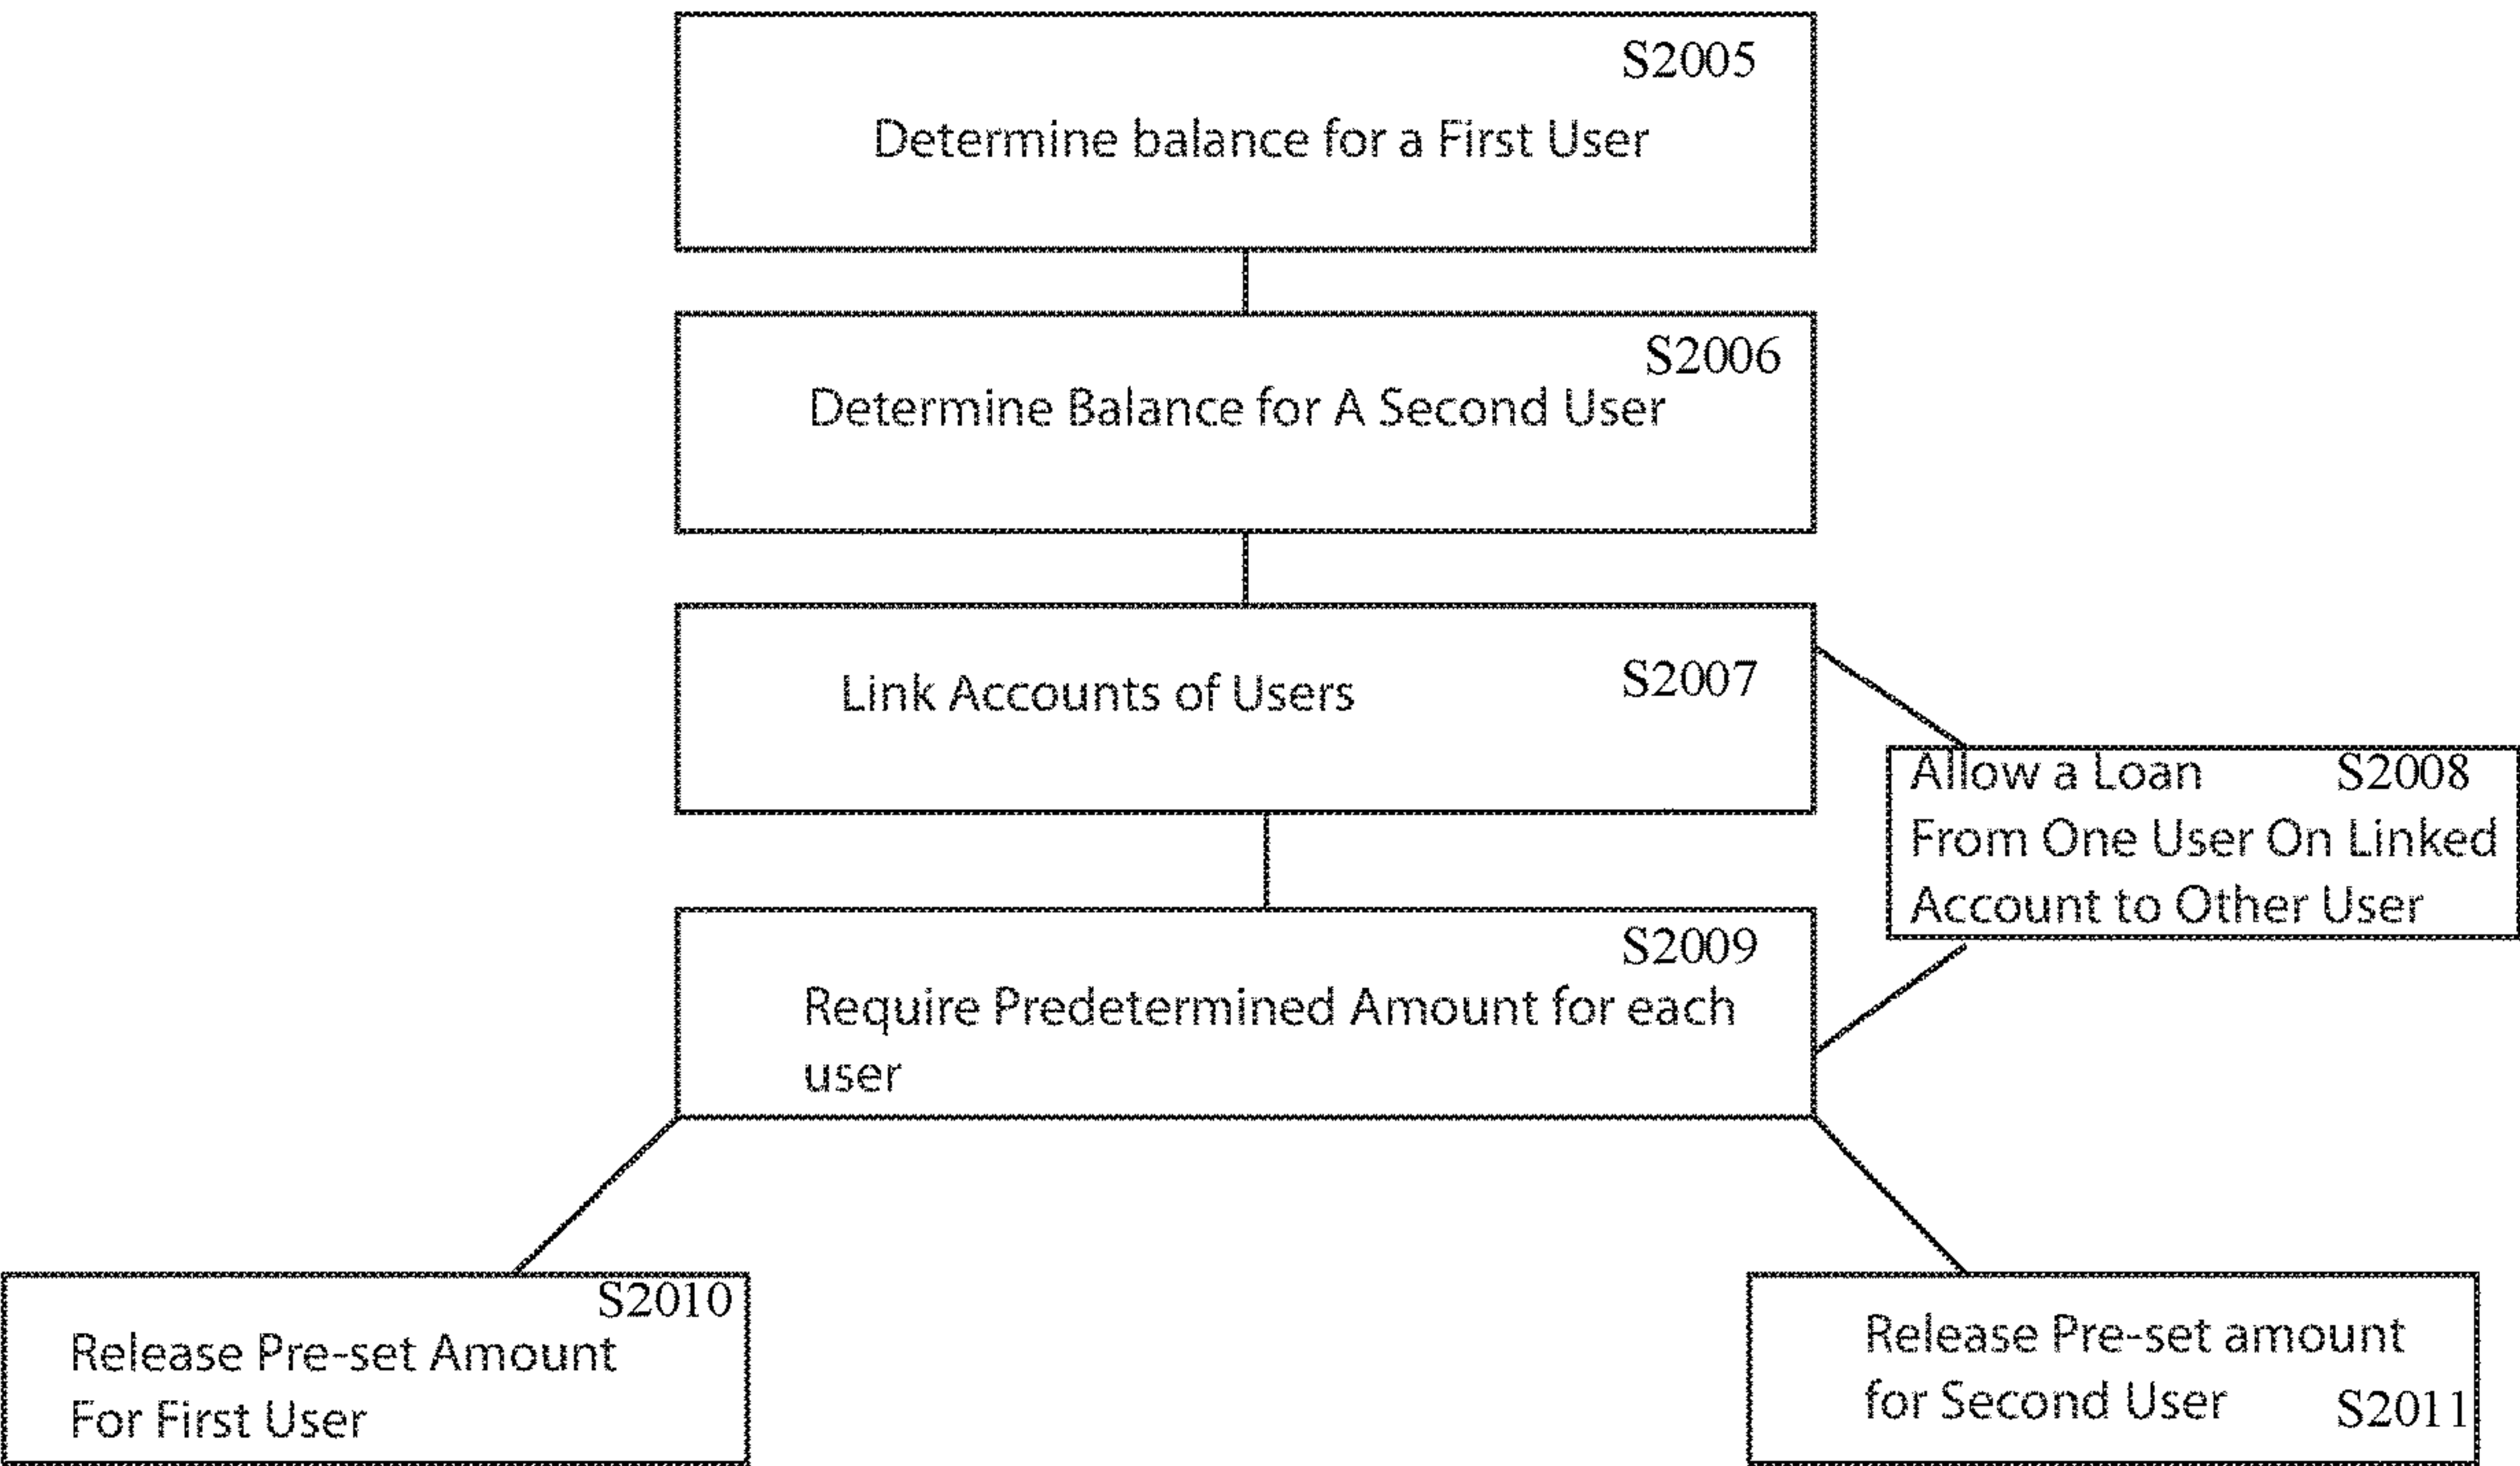 S2005
Determine balance for a First User
S2006
Determine Balance for A Second User
Link Accounts of Users S2007
Allow a Loan S2008
From One User On Linked
Account to Other User
S2009
Require Predetermined Amount for each
user
S2010
Release Pre-set Amount
For First User
Release Pre-set amount
for Second User S2011